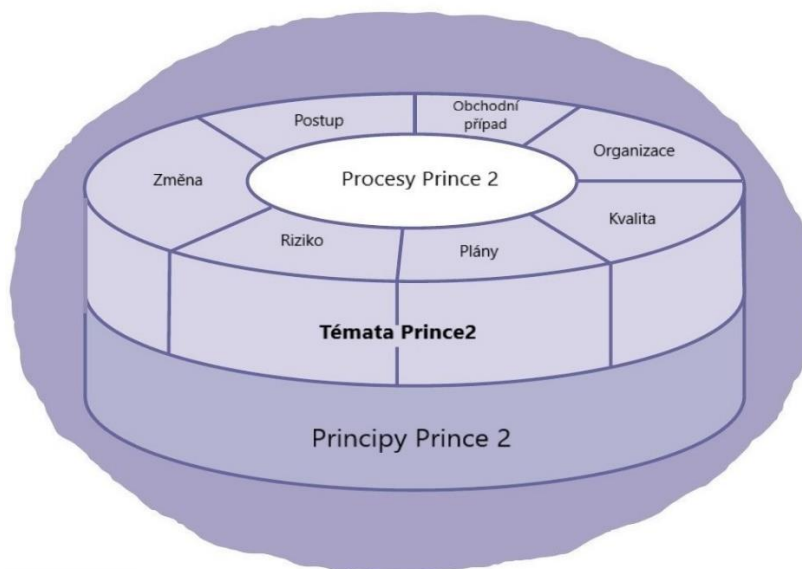 Obchodní
případ
Postup
Organizace
Změna
Procesy Prince 2
Kvalita
Riziko
Plány
Témata Prince2
Principy Prince 2